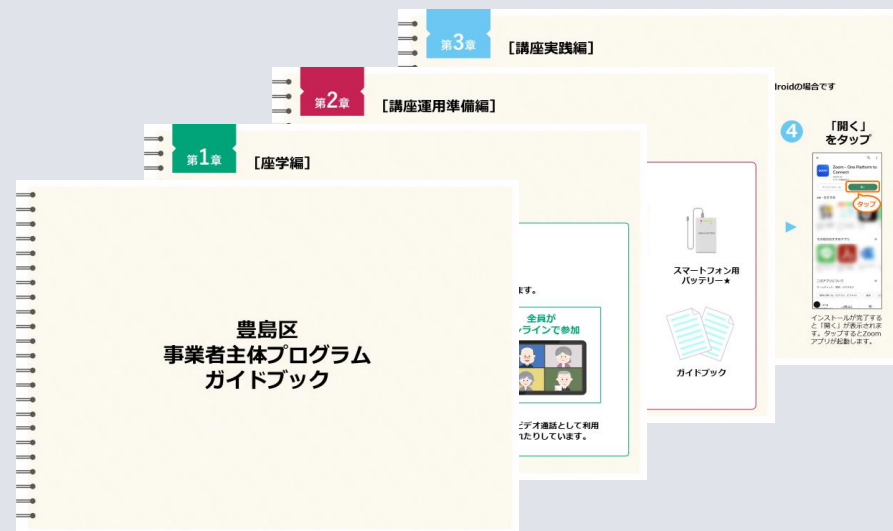 第3章
[講座実践編]
roidの場合です
4
「開く」
をタップ
Zoom - One Platform to
Connect
タップ
インストールが完了する
と「開く」が表示されま
す。タップするとZoom
アプリが起動します。
第2章
[講座運用準備編]
スマートフォン用
バッテリー★
ガイドブック
第1章
[座学編]
ます。
全員が
ラインで参加
ビデオ通話として利用
れたりしています。
豊島区
事業者主体プログラム
ガイドブック